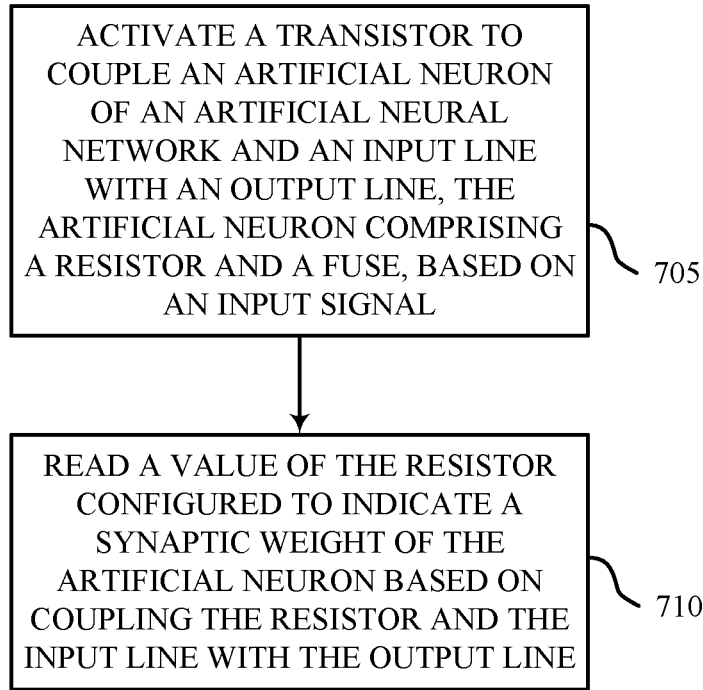 ACTIVATE A TRANSISTOR TO
COUPLE AN ARTIFICIAL NEURON
OF AN ARTIFICIAL NEURAL
NETWORK AND AN INPUT LINE
WITH AN OUTPUT LINE, THE
ARTIFICIAL NEURON COMPRISING
A RESISTOR AND A FUSE, BASED ON
AN INPUT SIGNAL
705
READ A VALUE OF THE RESISTOR
CONFIGURED TO INDICATE A
SYNAPTIC WEIGHT OF THE
ARTIFICIAL NEURON BASED ON
COUPLING THE RESISTOR AND THE
INPUT LINE WITH THE OUTPUT LINE
710